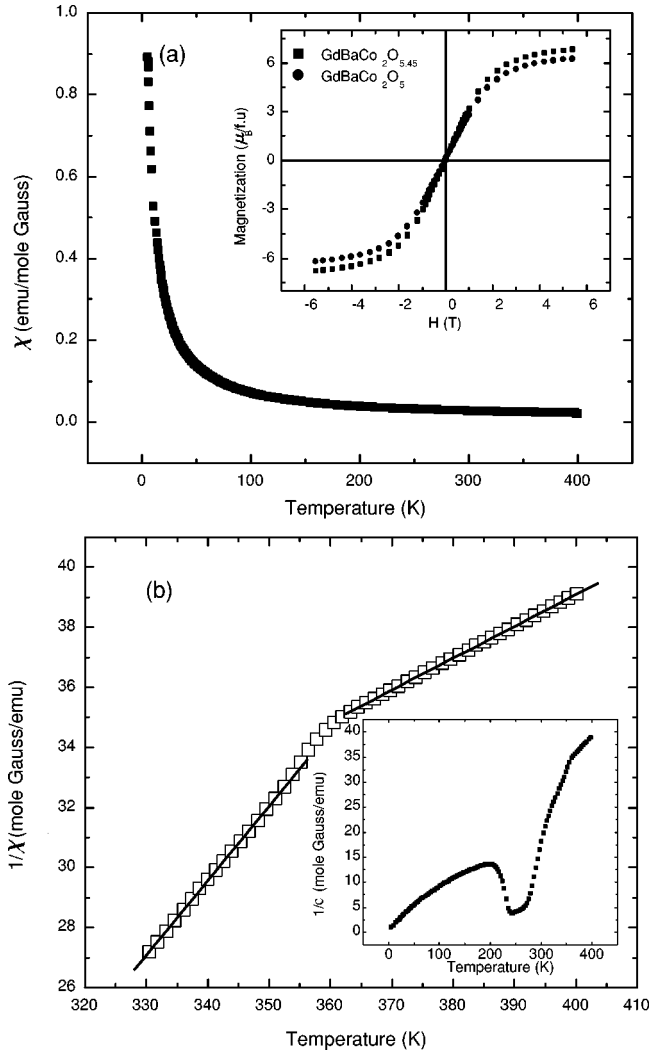 1.0
0.8
0.6
0.4
0.2
0.0
χ (emu/mole Gauss)
(a)
GdBaCo2O5.45
GdBaCo2O5
6
3
0
-3
-6
Magnetization (μB/f.u)
-6 -4 -2 0 2 4 6
H (T)
0 100 200 300 400
Temperature (K)
40
38
36
34
32
30
28
26
1/χ (mole Gauss/emu)
(b)
40
35
30
25
20
15
10
5
0
1/c (mole Gauss/emu)
0 100 200 300 400
Temperature (K)
320 330 340 350 360 370 380 390 400 410
Temperature (K)